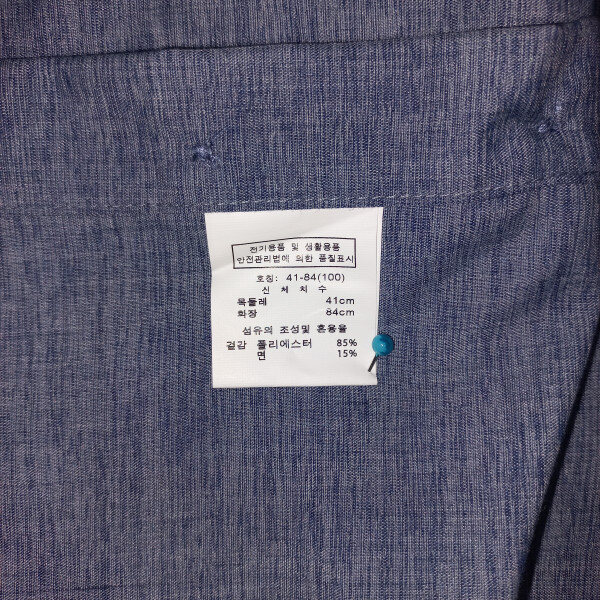 전기용품 및 생활용품
안전관리법에 의한 품질표시
호칭: 41-84(100)
신 체 치 수
목둘레 41cm
화장 84cm
섬유의 조성및 혼용율
겉감 폴리에스터 85%
면 15%